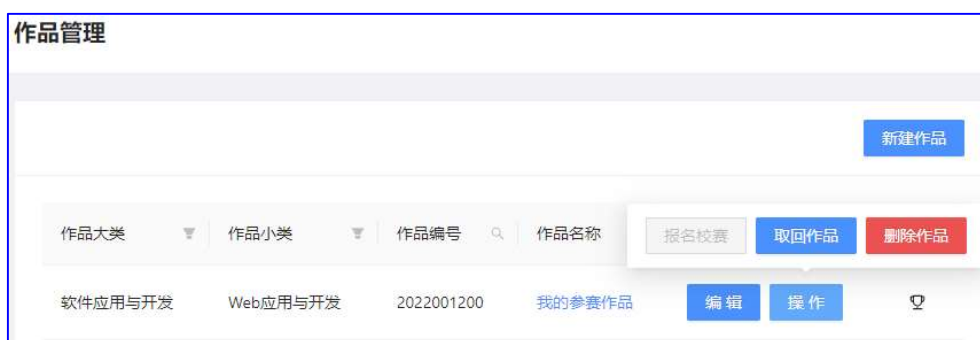 作品管理
新建作品
作品大类 作品小类 作品编号 作品名称 报名校赛 取回作品 删除作品
软件应用与开发 Web应用与开发 2022001200 我的参赛作品 编辑 操作